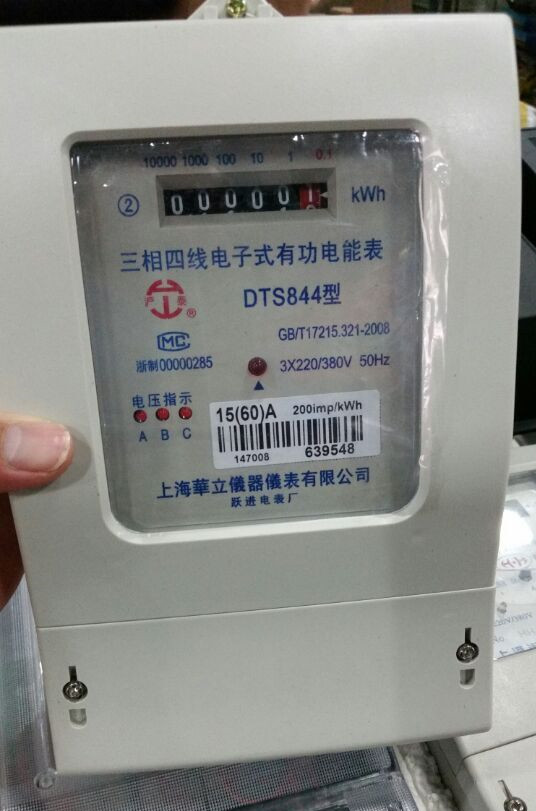 10000 1000 100 10 1 0.1
② 000001 kWh
三相四线电子式有功电能表
沪泰® DTS844型
MC GB/T17215.321-2008
浙制00000285 3X220/380V 50Hz
电压指示
A B C
15(60)A 200imp/kWh
147008 639548
上海華立儀器儀表有限公司
跃进电表厂